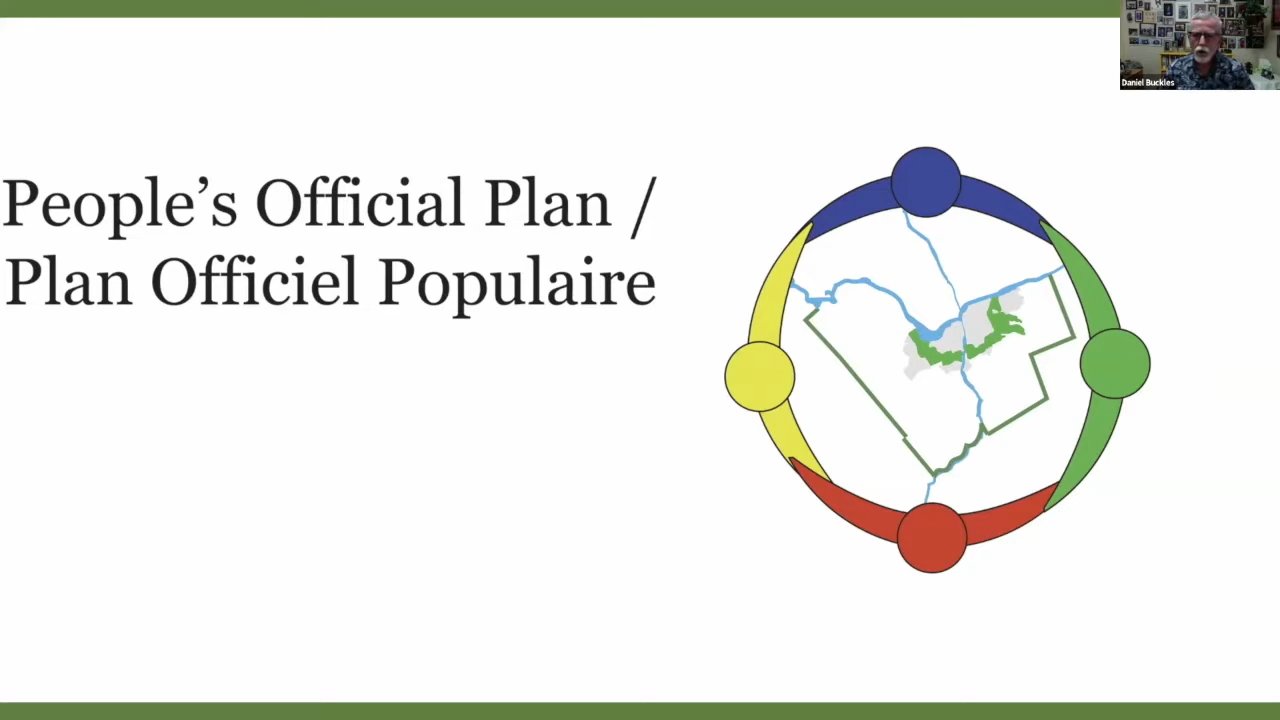 Daniel Buckles
People’s Official Plan /
Plan Officiel Populaire